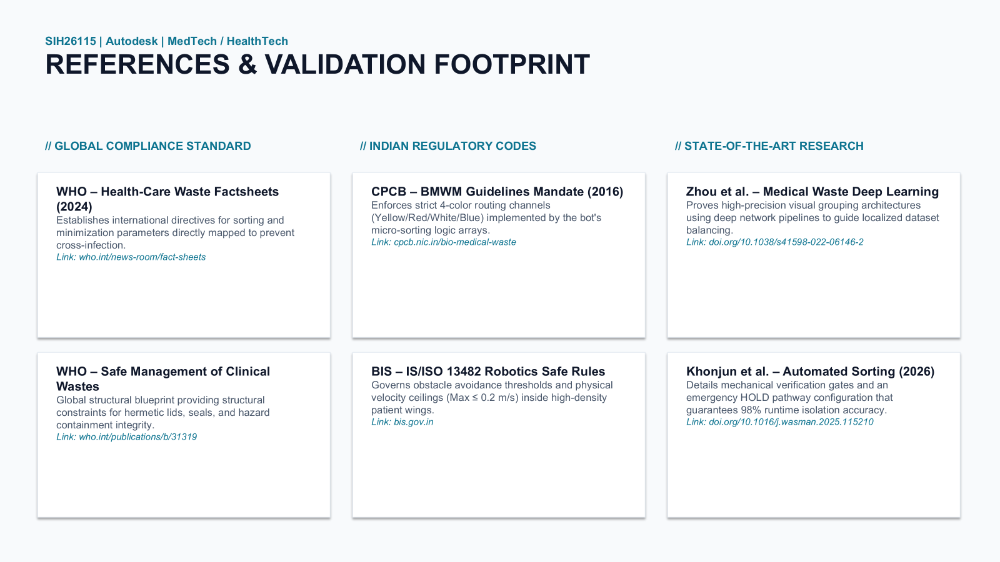 SIH26115 | Autodesk | MedTech / HealthTech
REFERENCES & VALIDATION FOOTPRINT
// GLOBAL COMPLIANCE STANDARD
WHO – Health-Care Waste Factsheets
(2024)
Establishes international directives for sorting and
minimization parameters directly mapped to prevent
cross-infection.
Link: who.int/news-room/fact-sheets
WHO – Safe Management of Clinical
Wastes
Global structural blueprint providing structural
constraints for hermetic lids, seals, and hazard
containment integrity.
Link: who.int/publications/b/31319
// INDIAN REGULATORY CODES
CPCB – BMWM Guidelines Mandate (2016)
Enforces strict 4-color routing channels
(Yellow/Red/White/Blue) implemented by the bot's
micro-sorting logic arrays.
Link: cpcb.nic.in/bio-medical-waste
BIS – IS/ISO 13482 Robotics Safe Rules
Governs obstacle avoidance thresholds and physical
velocity ceilings (Max ≤ 0.2 m/s) inside high-density
patient wings.
Link: bis.gov.in
// STATE-OF-THE-ART RESEARCH
Zhou et al. – Medical Waste Deep Learning
Proves high-precision visual grouping architectures
using deep network pipelines to guide localized dataset
balancing.
Link: doi.org/10.1038/s41598-022-06146-2
Khonjun et al. – Automated Sorting (2026)
Details mechanical verification gates and an
emergency HOLD pathway configuration that
guarantees 98% runtime isolation accuracy.
Link: doi.org/10.1016/j.wasman.2025.115210